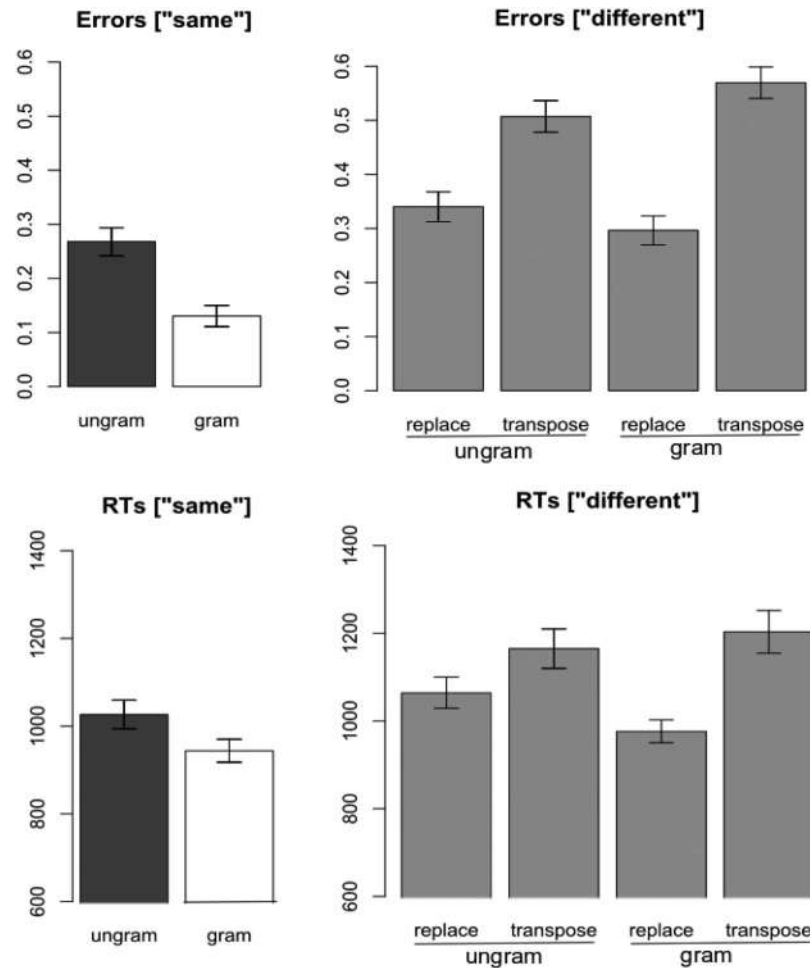 Errors ["same"]
0.6
0.5
0.4
0.3
0.2
0.1
0.0
ungram gram
Errors ["different"]
0.6
0.5
0.4
0.3
0.2
0.1
0.0
replace transpose replace transpose
ungram gram
RTs ["same"]
1400
1200
1000
800
600
ungram gram
RTs ["different"]
1400
1200
1000
800
600
replace transpose replace transpose
ungram gram